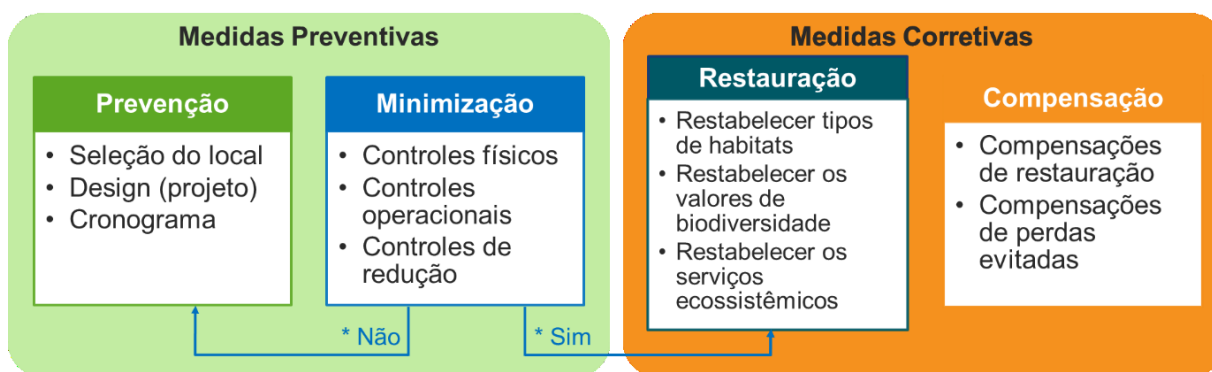 Medidas Preventivas
Prevenção
• Seleção do local
• Design (projeto)
• Cronograma
Minimização
• Controles físicos
• Controles
operacionais
• Controles de
redução
* Não
* Sim
Medidas Corretivas
Restauração
• Restabelecer tipos
de habitats
• Restabelecer os
valores de
biodiversidade
• Restabelecer os
serviços
ecossistêmicos
Compensação
• Compensações
de restauração
• Compensações
de perdas
evitadas